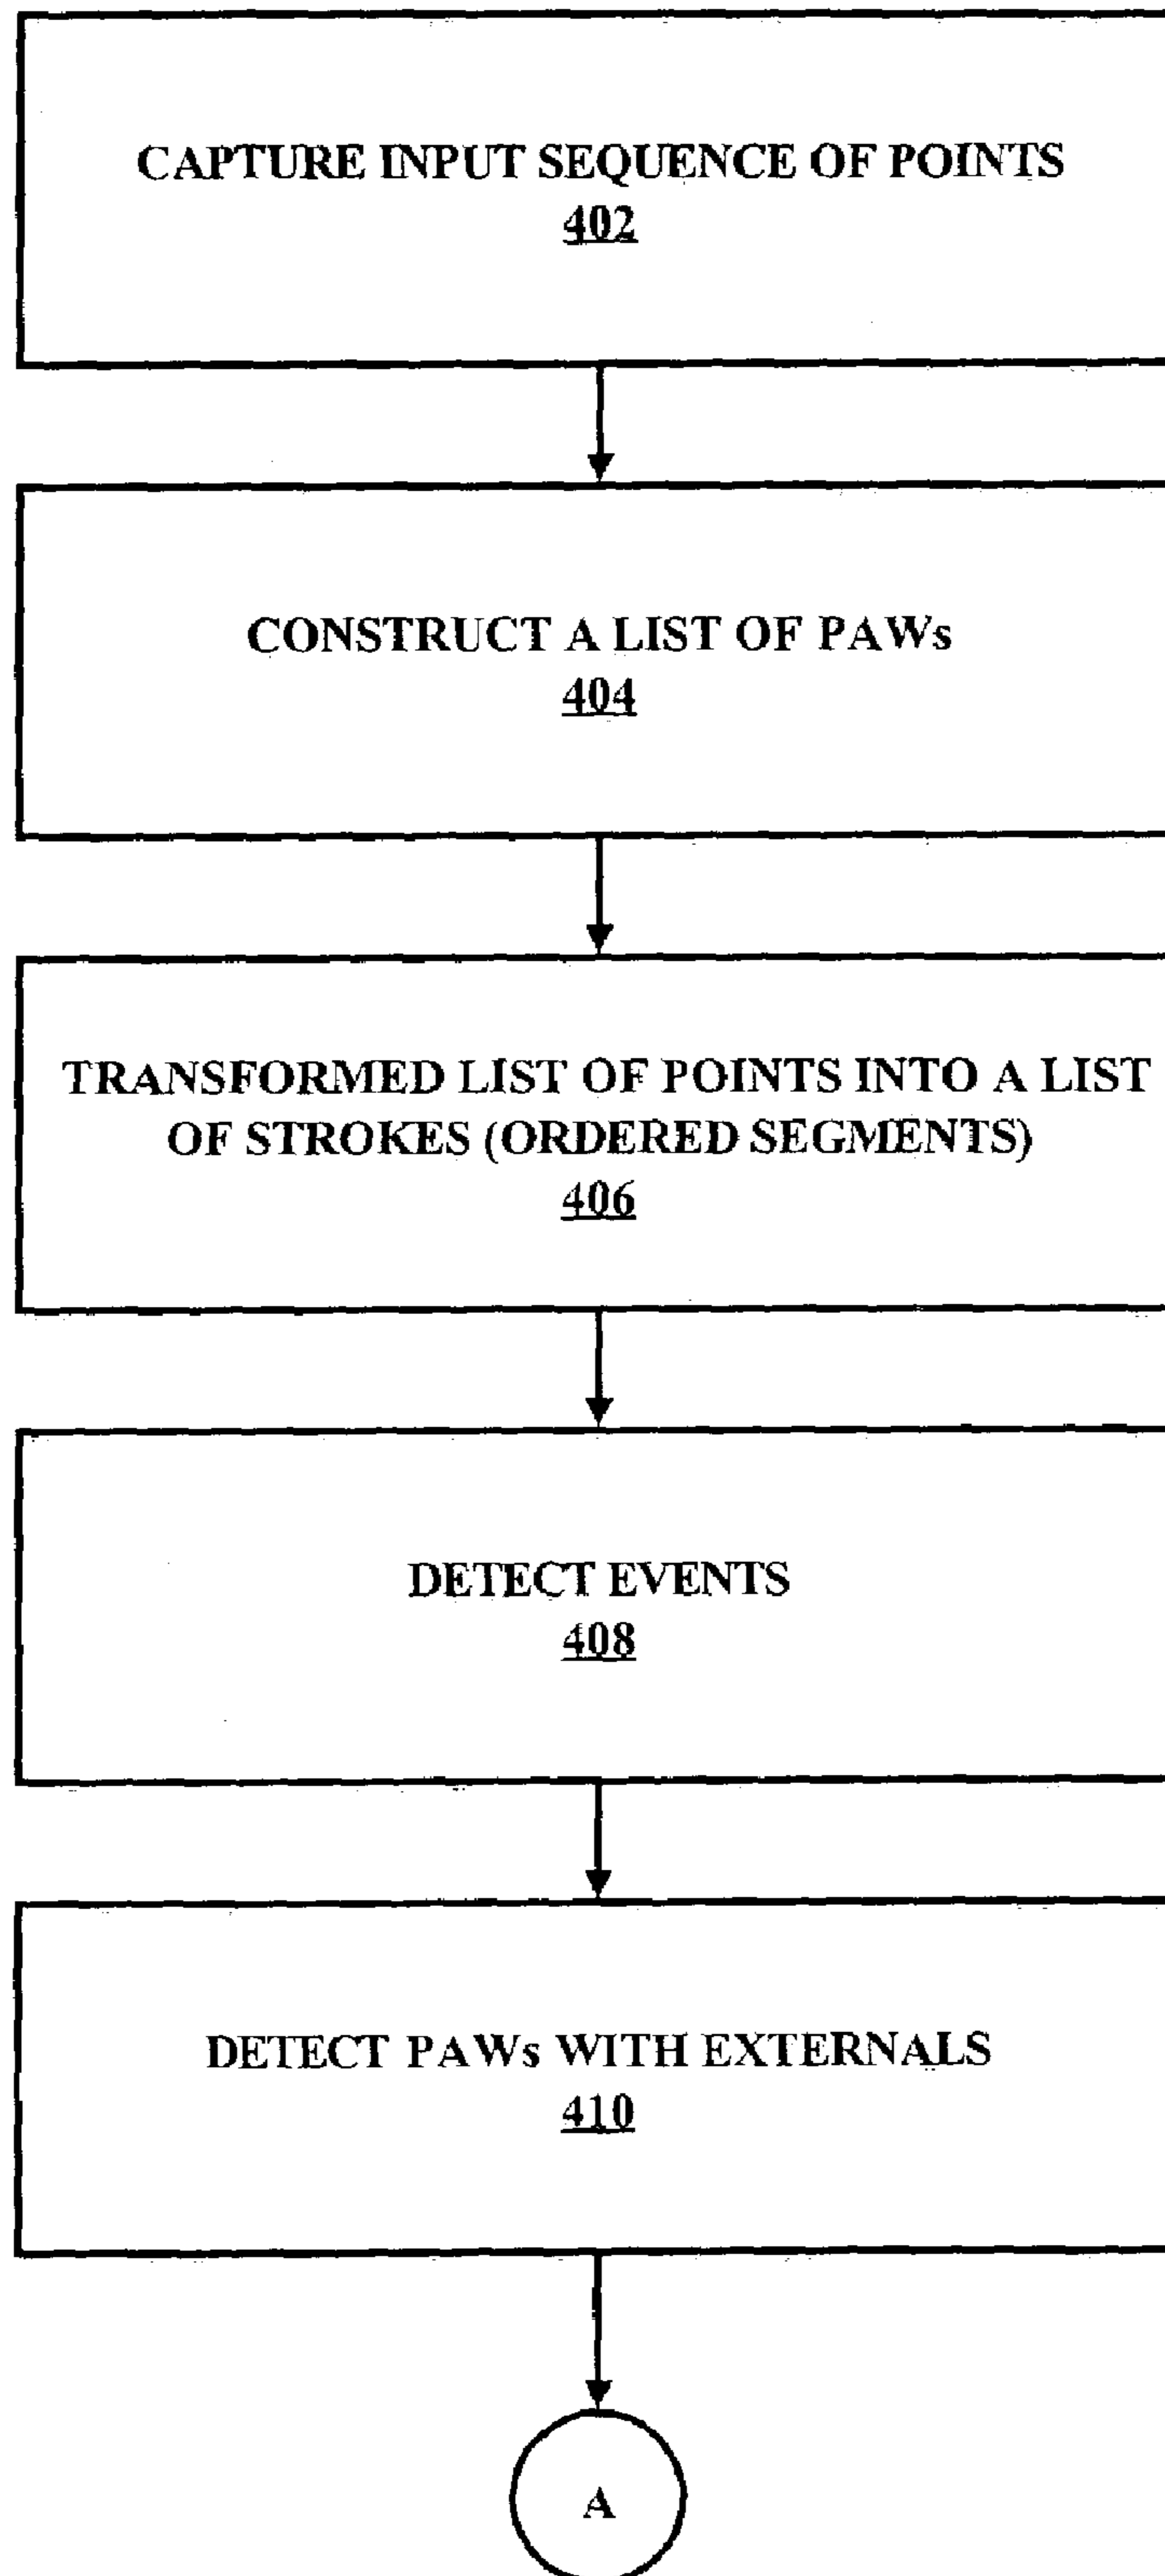 CAPTURE INPUT SEQUENCE OF POINTS
402
CONSTRUCT A LIST OF PAWs
404
TRANSFORMED LIST OF POINTS INTO A LIST
OF STROKES (ORDERED SEGMENTS)
406
DETECT EVENTS
408
DETECT PAWs WITH EXTERNALS
410
A